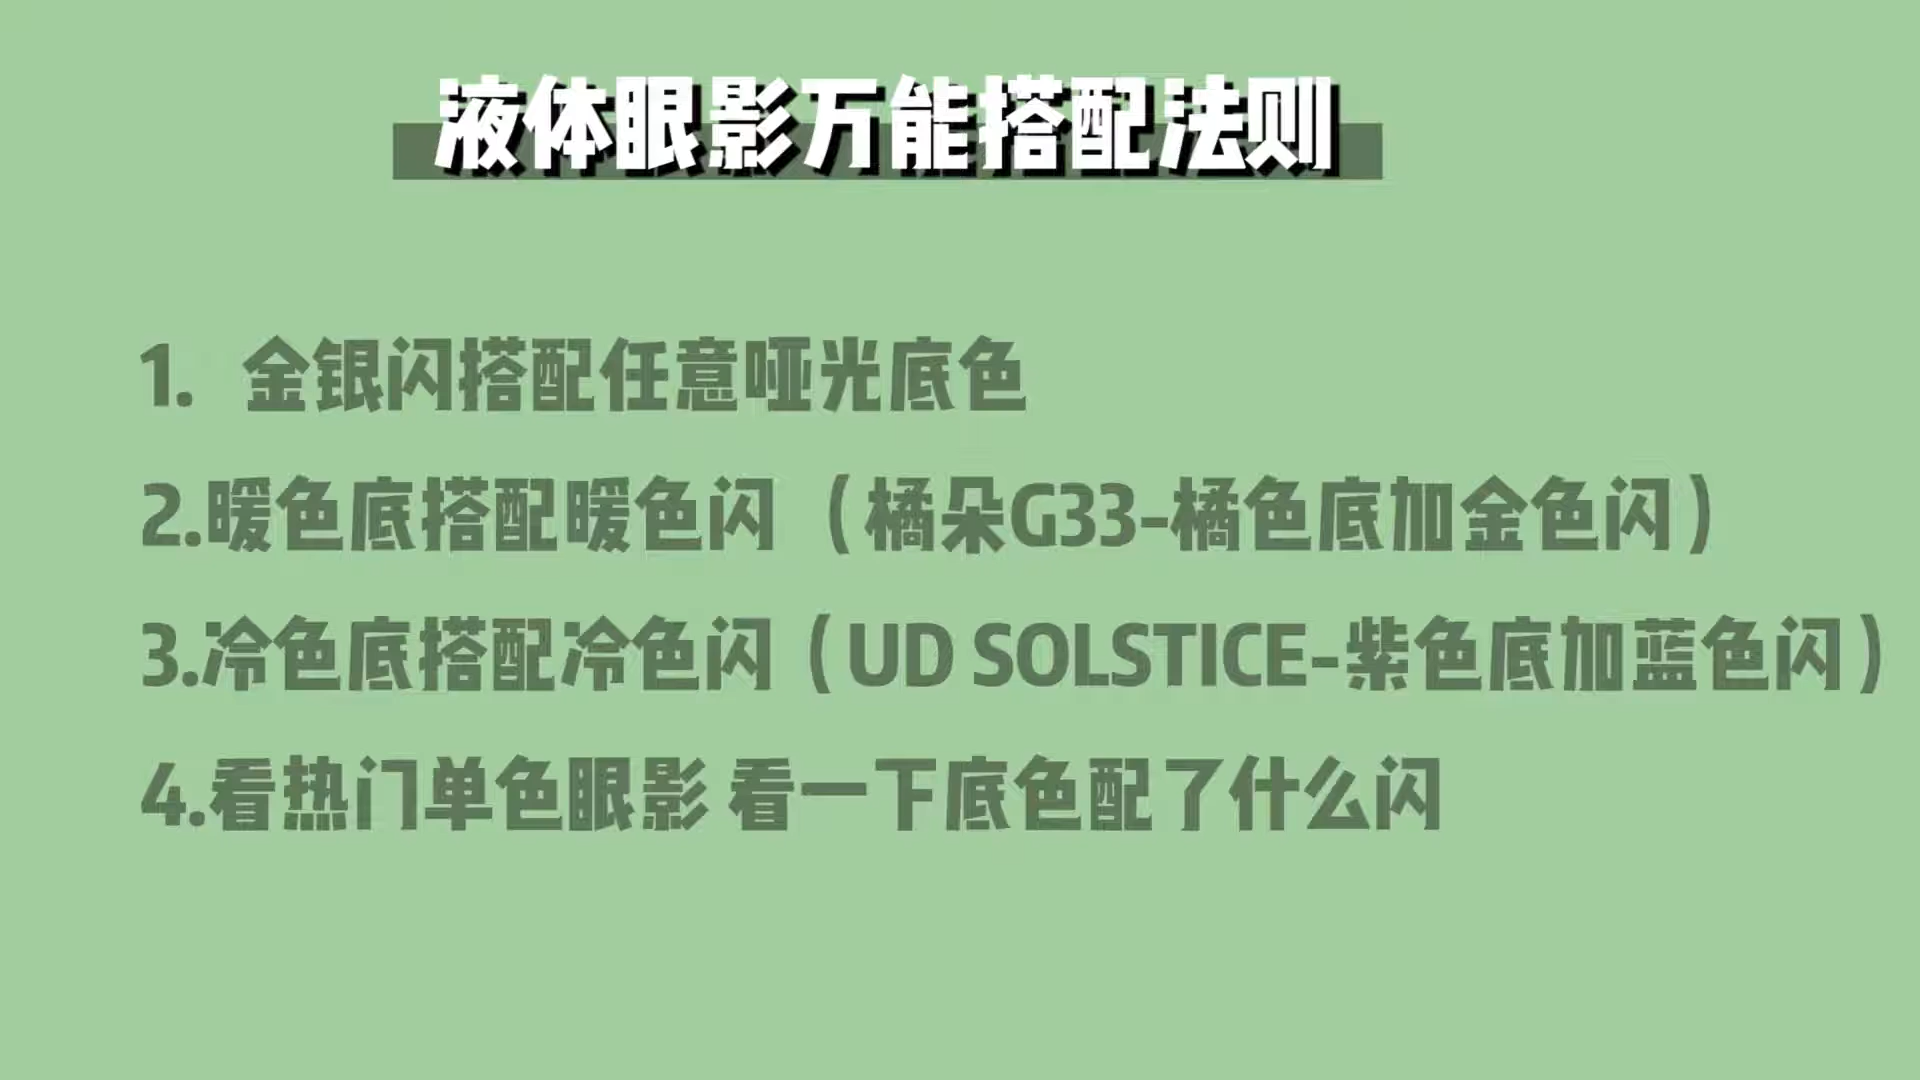 液体眼影万能搭配法则
1. 金银闪搭配任意哑光底色
2.暖色底搭配暖色闪（橘朵G33-橘色底加金色闪）
3.冷色底搭配冷色闪（UD SOLSTICE-紫色底加蓝色闪）
4.看热门单色眼影 看一下底色配了什么闪